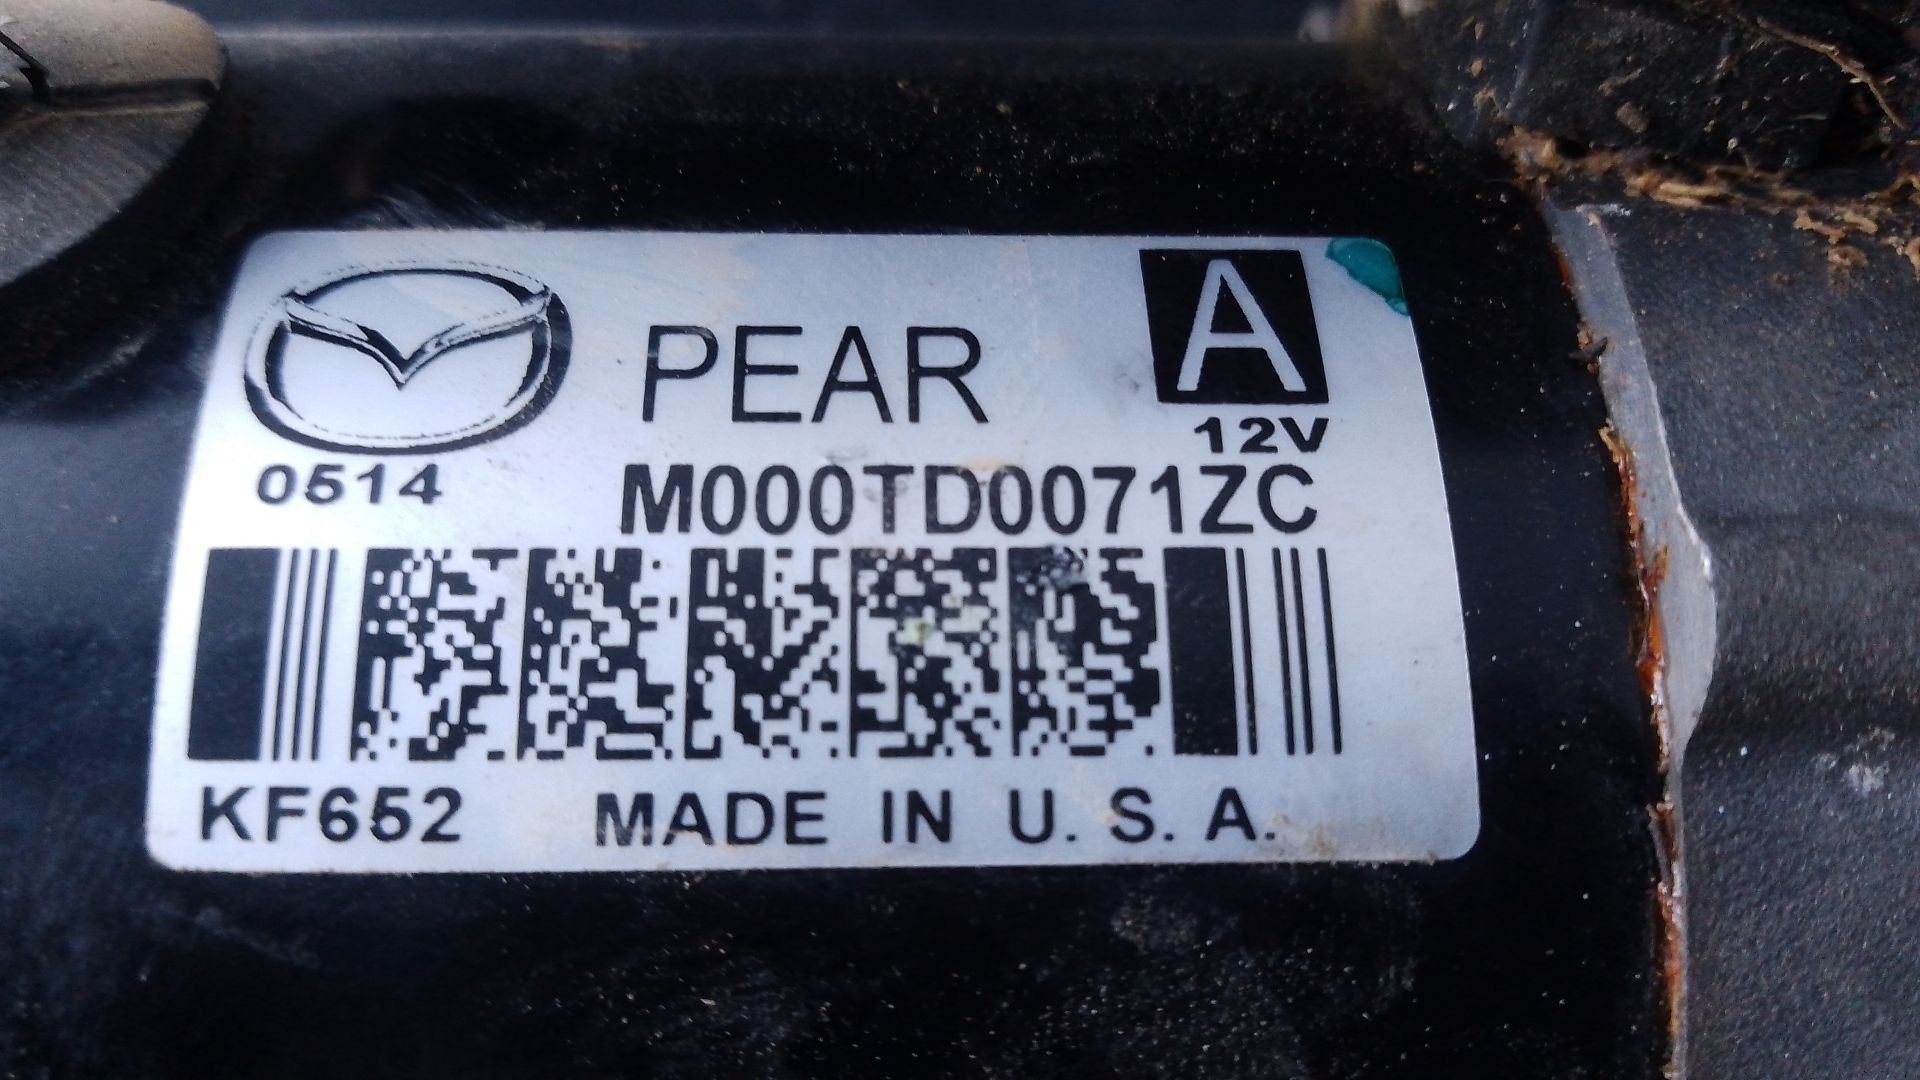 PEAR
A
12V
0514
M000TD0071ZC
KF652
MADE IN U. S. A.